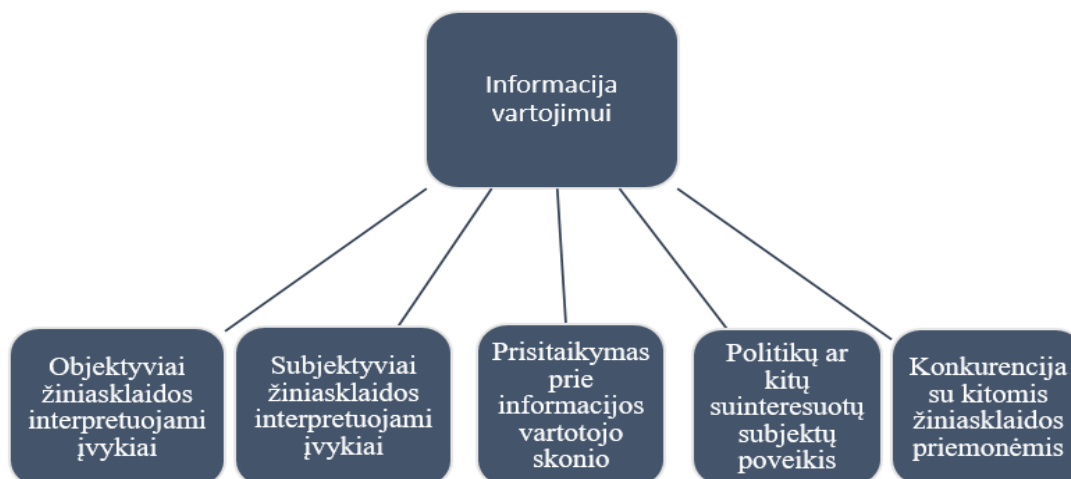 Informacija
vartojimui
Objektyviai
žiniasklaidos
interpretuojami
įvykiai
Subjektyviai
žiniasklaidos
interpretuojami
įvykiai
Prisitaikymas
prie
informacijos
vartotojo
skonio
Politikų ar
kitų
suinteresuotų
subjektų
poveikis
Konkurencija
su kitomis
žiniasklaidos
priemonėmis